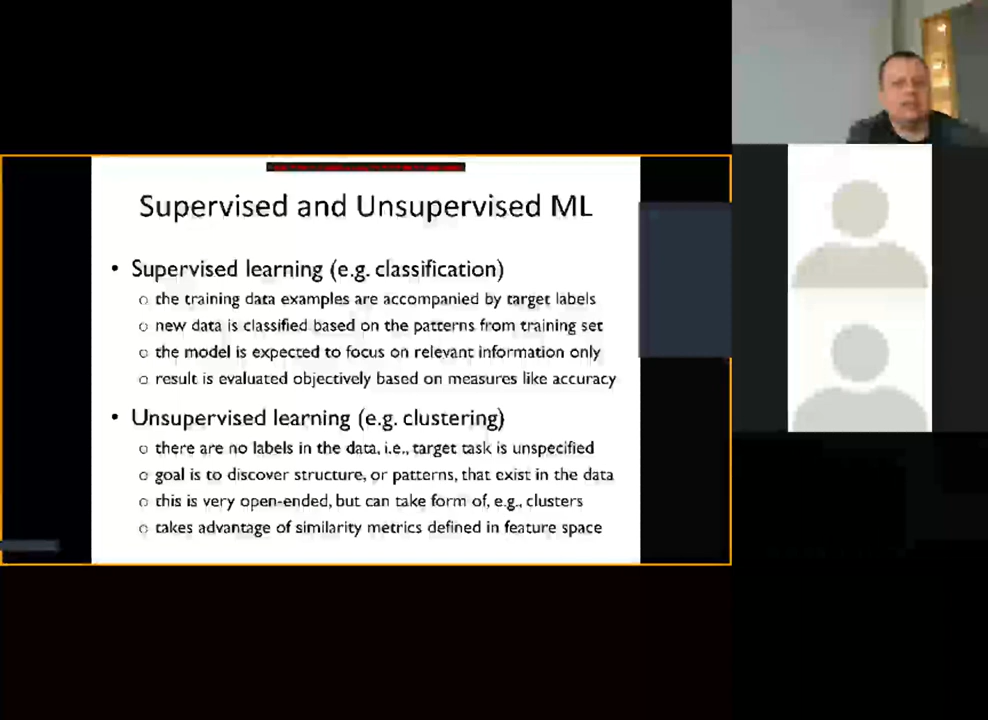 Supervised and Unsupervised ML
• Supervised learning (e.g. classification)
o the training data examples are accompanied by target labels
o new data is classified based on the patterns from training set
o the model is expected to focus on relevant information only
o result is evaluated objectively based on measures like accuracy
• Unsupervised learning (e.g. clustering)
o there are no labels in the data, i.e., target task is unspecified
o goal is to discover structure, or patterns, that exist in the data
o this is very open-ended, but can take form of, e.g., clusters
o takes advantage of similarity metrics defined in feature space